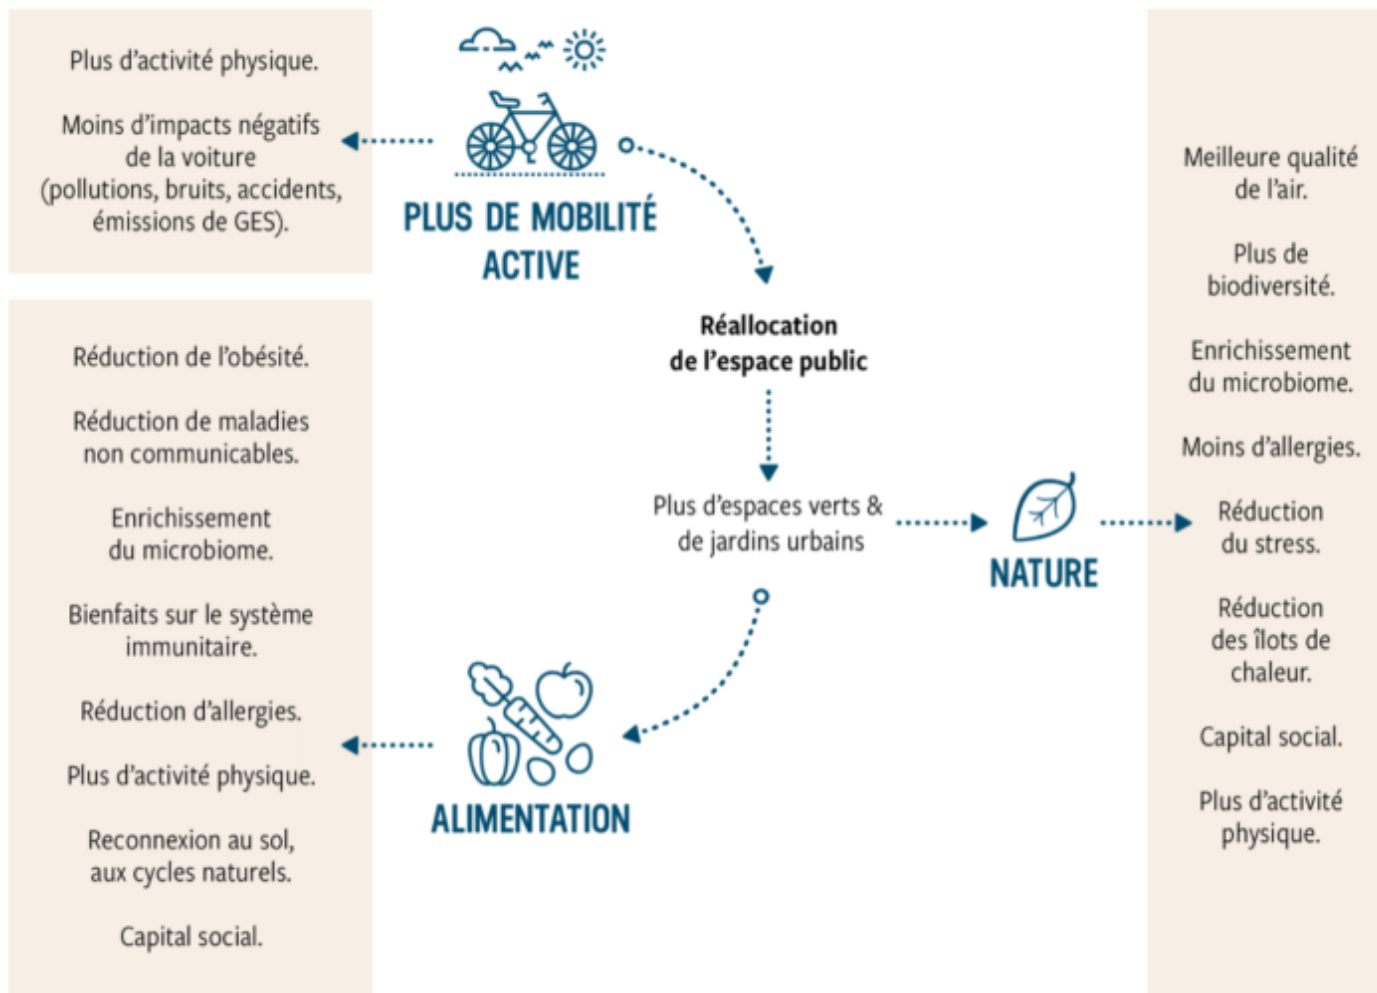 Plus d'activité physique.
Moins d'impacts négatifs
de la voiture
(pollutions, bruits, accidents,
émissions de GES).
PLUS DE MOBILITÉ
ACTIVE
Réallocation
de l'espace public
Plus d'espaces verts &
de jardins urbains
NATURE
Meilleure qualité
de l'air.
Plus de
biodiversité.
Enrichissement
du microbiome.
Moins d'allergies.
Réduction
du stress.
Réduction
des îlots de
chaleur.
Capital social.
Plus d'activité
physique.
ALIMENTATION
Réduction de l'obésité.
Réduction de maladies
non communicables.
Enrichissement
du microbiome.
Bienfaits sur le système
immunitaire.
Réduction d'allergies.
Plus d'activité physique.
Reconnexion au sol,
aux cycles naturels.
Capital social.